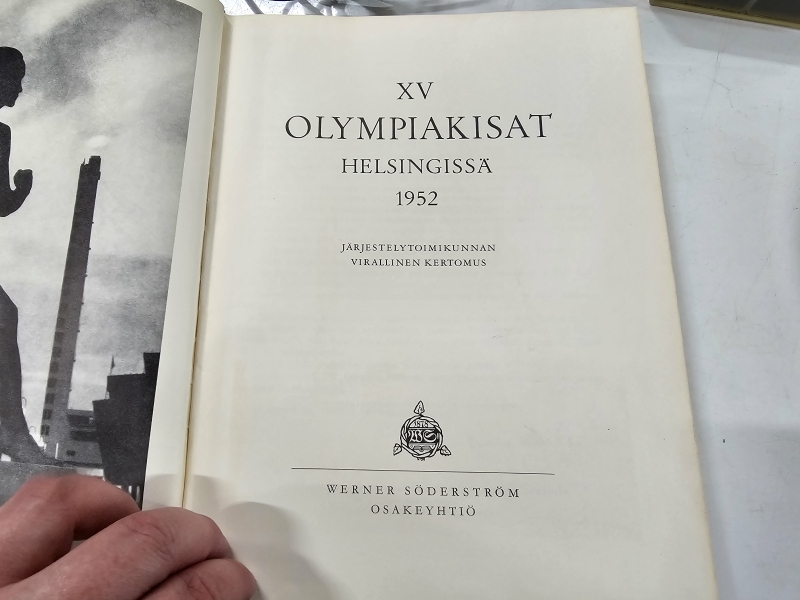 XV
OLYMPIAKISAT
HELSINGISSÄ
1952
JÄRJESTELYTOIMIKUNNAN
VIRALLINEN KERTOMUS
WERNER SÖDERSTRÖM
OSAKEYHTIÖ